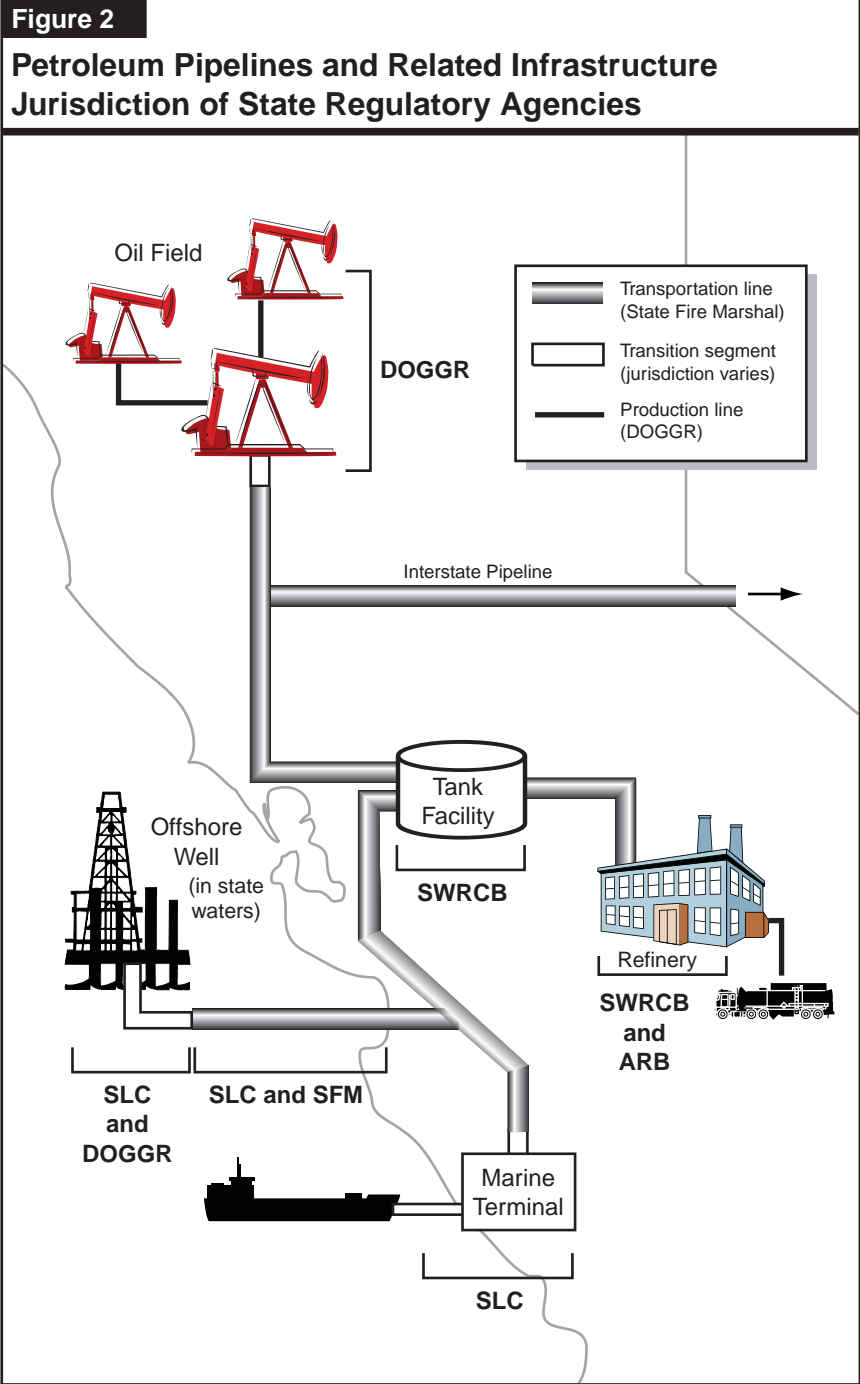 Figure 2
Petroleum Pipelines and Related Infrastructure
Jurisdiction of State Regulatory Agencies
Oil Field
DOGGR
Transportation line
(State Fire Marshal)
Transition segment
(jurisdiction varies)
Production line
(DOGGR)
Interstate Pipeline
Tank
Facility
SWRCB
Offshore
Well
(in state
waters)
Refinery
SWRCB
and
ARB
SLC
and
DOGGR
SLC and SFM
Marine
Terminal
SLC